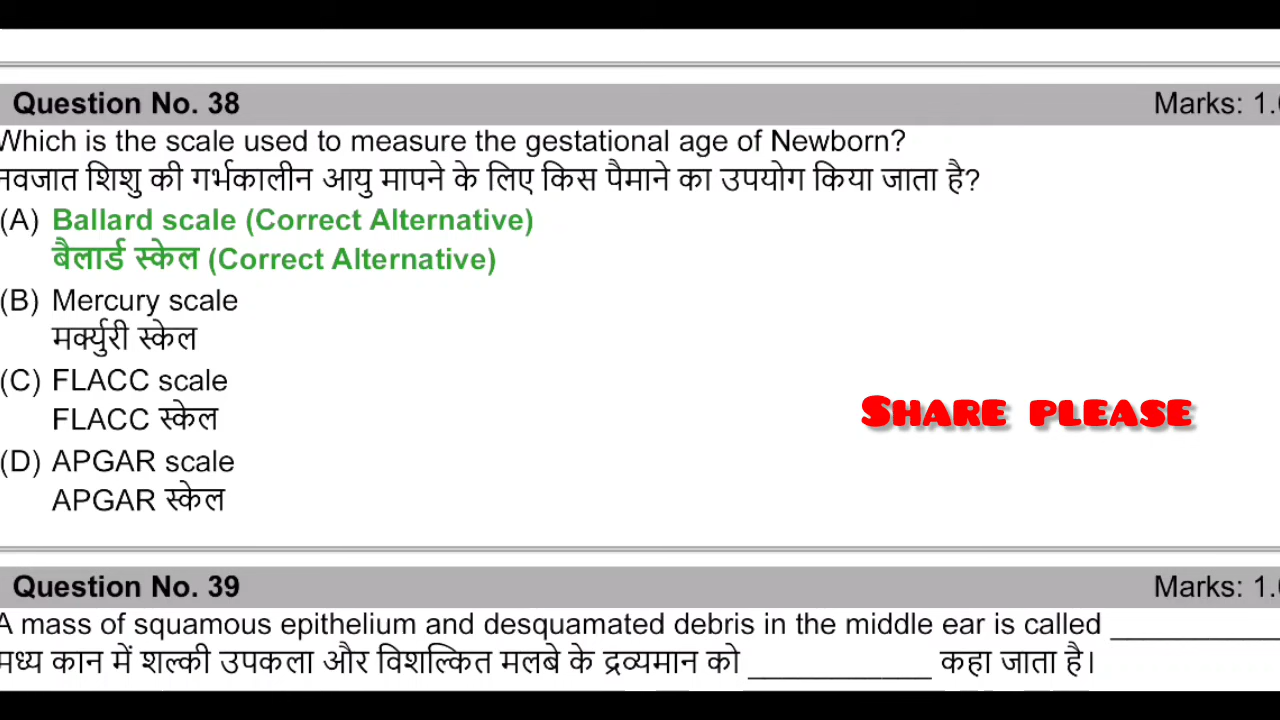 Question No. 38 Marks: 1.
Which is the scale used to measure the gestational age of Newborn?
नवजात शिशु की गर्भकालीन आयु मापने के लिए किस पैमाने का उपयोग किया जाता है?
(A) Ballard scale (Correct Alternative)
बैलार्ड स्केल (Correct Alternative)
(B) Mercury scale
मर्क्युरी स्केल
(C) FLACC scale
FLACC स्केल
SHARE PLEASE
(D) APGAR scale
APGAR स्केल
Question No. 39 Marks: 1.
A mass of squamous epithelium and desquamated debris in the middle ear is called ___________
मध्य कान में शल्की उपकला और विशल्कित मलबे के द्रव्यमान को ____________ कहा जाता है।